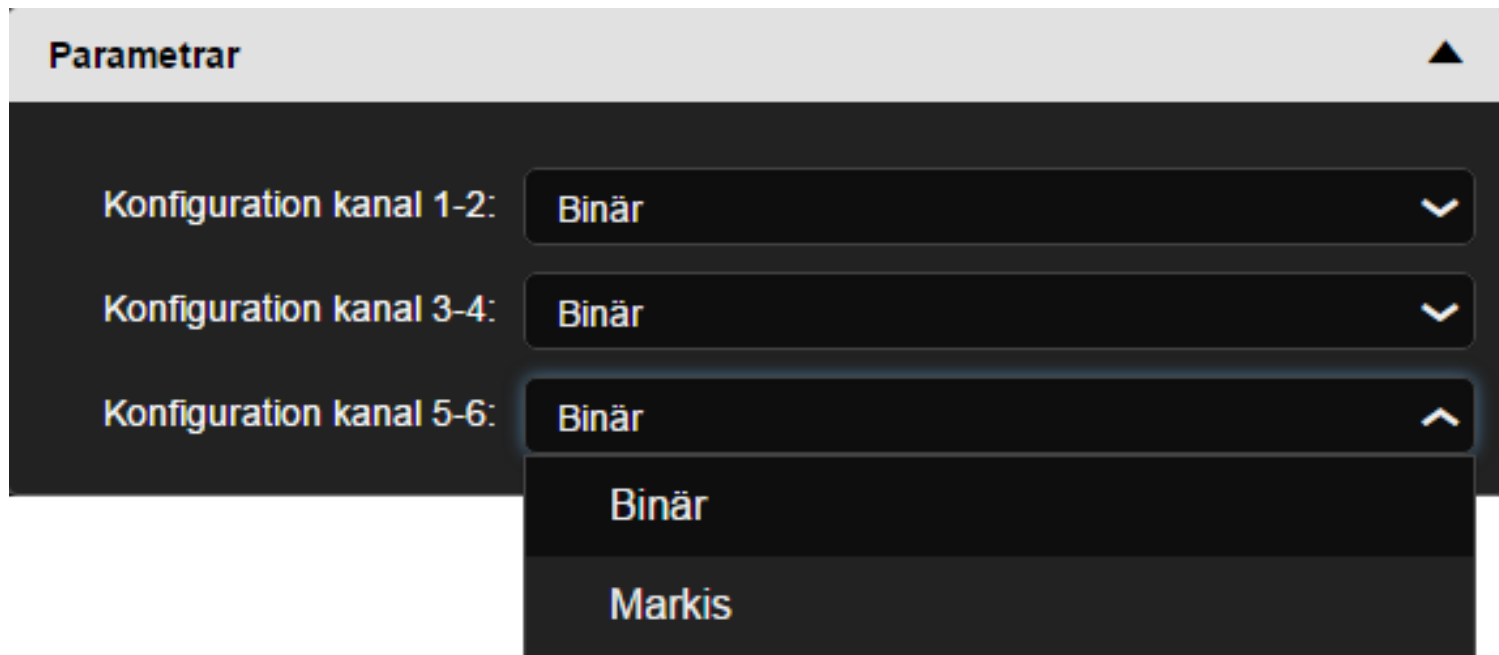 Parametrar
Konfiguration kanal 1-2: Binär
Konfiguration kanal 3-4: Binär
Konfiguration kanal 5-6: Binär
Binär
Markis